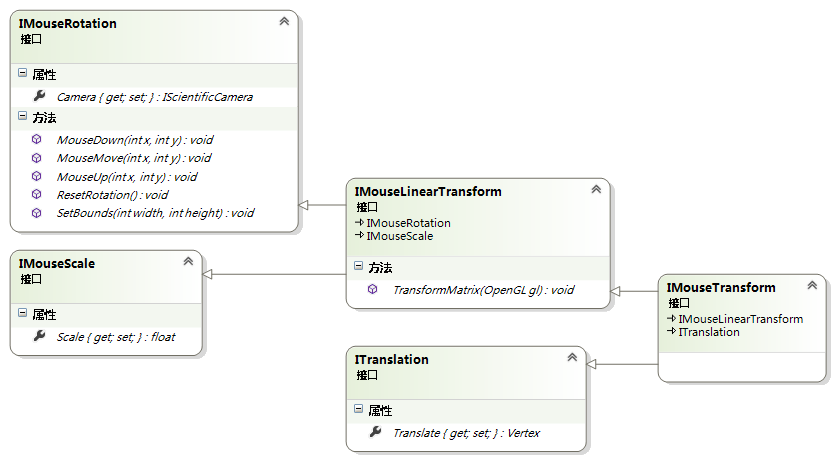 IMouseRotation
接口
属性
Camera { get; set; } : IScientificCamera
方法
MouseDown(int x, int y) : void
MouseMove(int x, int y) : void
MouseUp(int x, int y) : void
ResetRotation() : void
SetBounds(int width, int height) : void
IMouseScale
接口
属性
Scale { get; set; } : float
IMouseLinearTransform
接口
IMouseRotation
IMouseScale
方法
TransformMatrix(OpenGL gl) : void
ITranslation
接口
属性
Translate { get; set; } : Vertex
IMouseTransform
接口
IMouseLinearTransform
ITranslation